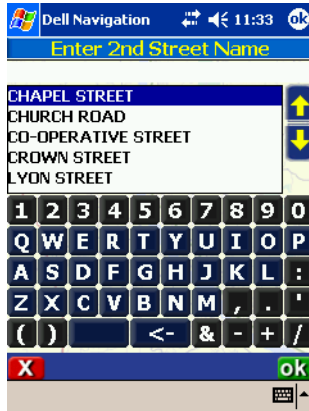 Dell Navigation 11:33 ok
Enter 2nd Street Name
CHAPEL STREET
CHURCH ROAD
CO-OPERATIVE STREET
CROWN STREET
LYON STREET
1 2 3 4 5 6 7 8 9 0
Q W E R T Y U I O P
A S D F G H J K L :
Z X C V B N M , . '
( ) <- & - + /
X ok